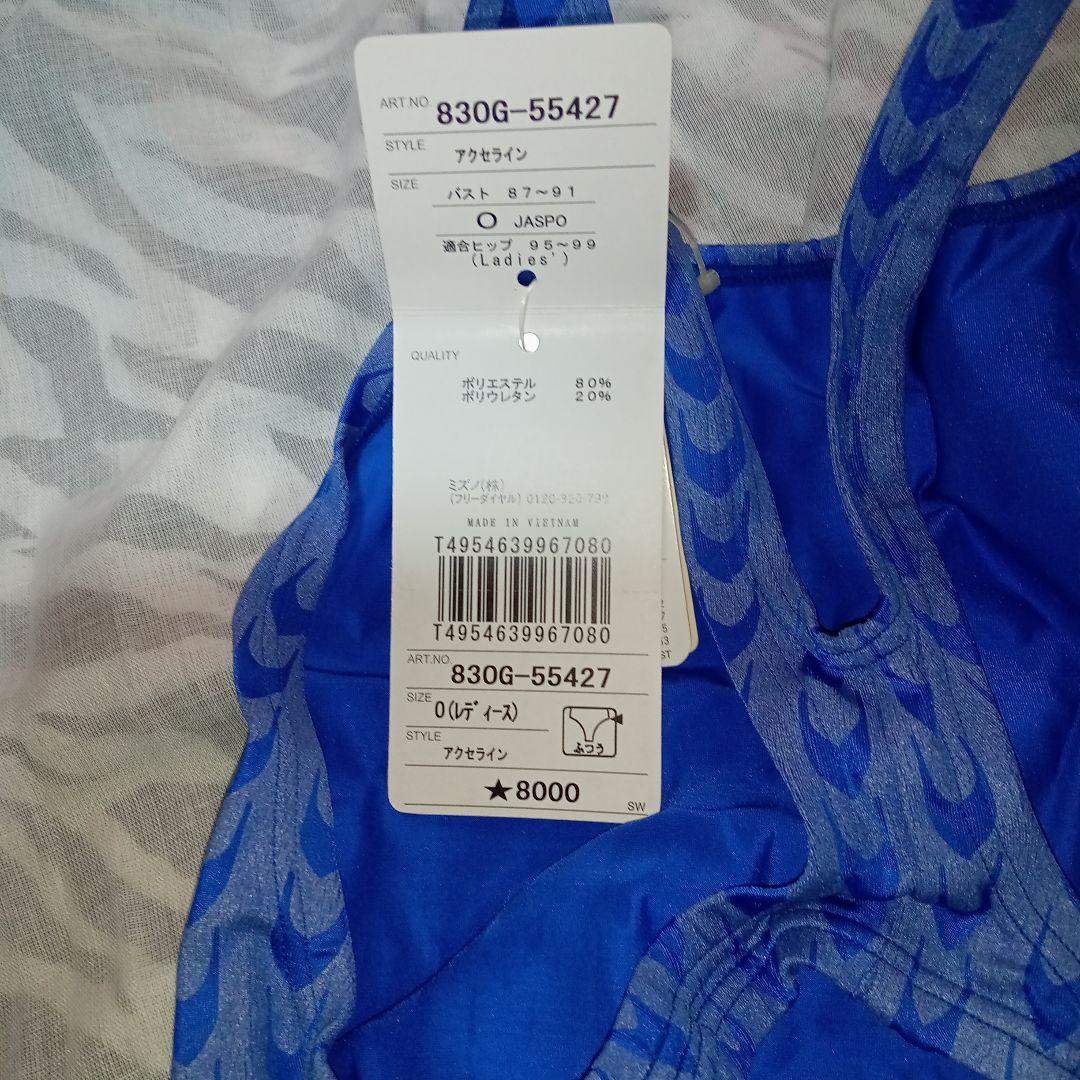 ART.NO. 83OG-55427
STYLE
アクセライン
SIZE
バスト 87～91
O JASPO
適合ヒップ 95～99
(Ladies')
QUALITY
ポリエステル 80%
ポリウレタン 20%
ミズノ(株)
(フリーダイヤル) 0120-320-799
MADE IN VIETNAM
T4954639967080
T4954639967080
ART.NO.
83OG-55427
SIZE
O(ﾚﾃﾞｨｰｽ)
ふつう
STYLE
アクセライン
★8000
SW